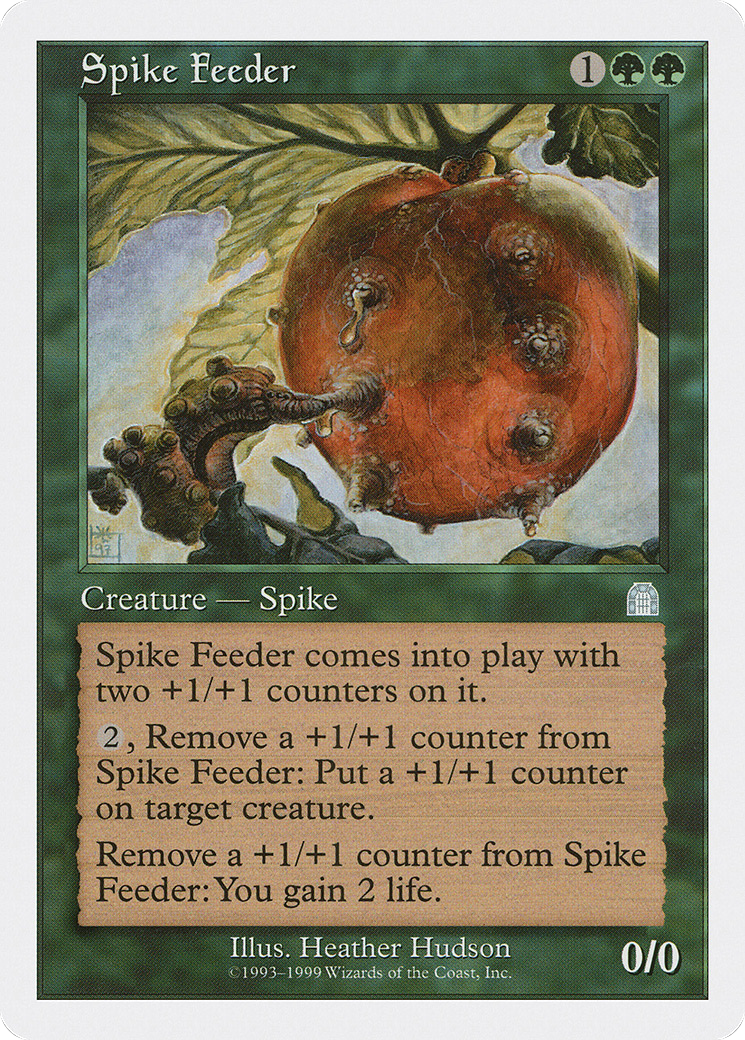 Spike Feeder 1
97
Creature — Spike
Spike Feeder comes into play with
two +1/+1 counters on it.
2, Remove a +1/+1 counter from
Spike Feeder: Put a +1/+1 counter
on target creature.
Remove a +1/+1 counter from Spike
Feeder: You gain 2 life.
Illus. Heather Hudson
©1993–1999 Wizards of the Coast, Inc.
0/0